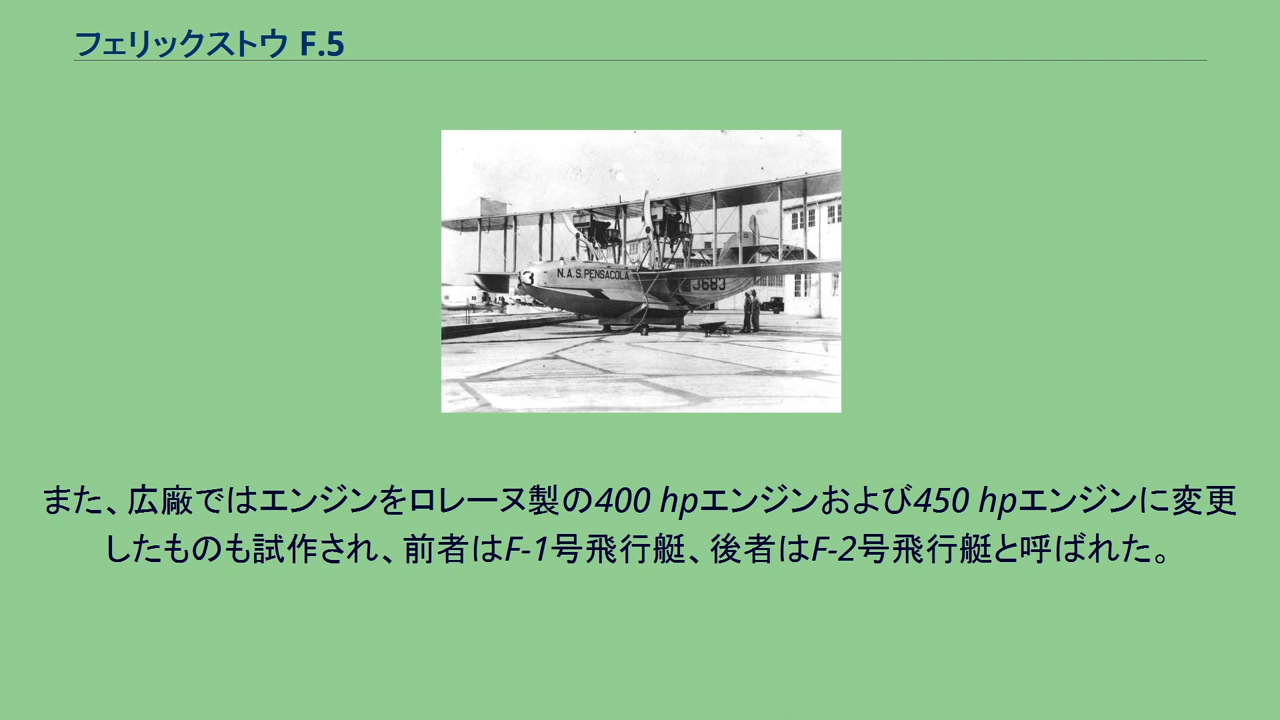 フェリックストウ F.5
3
N.A.S. PENSACOLA
3683
また、広廠ではエンジンをロレーヌ製の400 hpエンジンおよび450 hpエンジンに変更
したものも試作され、前者はF-1号飛行艇、後者はF-2号飛行艇と呼ばれた。